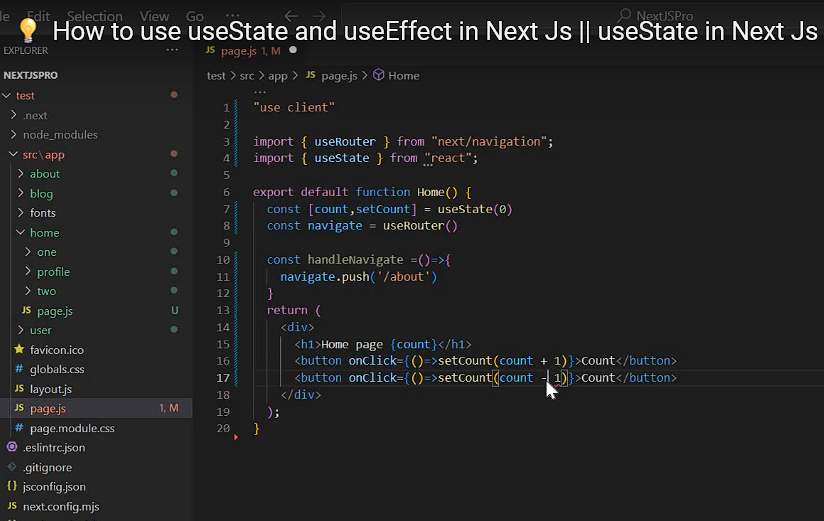 Edit Selection View Go ... NextJSPro
💡 How to use useState and useEffect in Next Js || useState in Next Js
EXPLORER ...
JS page.js 1, M
NEXTJSPRO
test > src > app > JS page.js > Home
test
.next
node_modules
src\app
about
blog
fonts
home
one
profile
two
JS page.js U
user
favicon.ico
# globals.css
JS layout.js
JS page.js 1, M
# page.module.css
.eslintrc.json
.gitignore
{} jsconfig.json
JS next.config.mjs
...
1 "use client"
2
3 import { useRouter } from "next/navigation";
4 import { useState } from "react";
5
6 export default function Home() {
7 const [count,setCount] = useState(0)
8 const navigate = useRouter()
9
10 const handleNavigate =()=>{
11 navigate.push('/about')
12 }
13 return (
14 <div>
15 <h1>Home page {count}</h1>
16 <button onClick={()=>setCount(count + 1)}>Count</button>
17 <button onClick={()=>setCount(count - 1)}>Count</button>
18 </div>
19 );
20 }